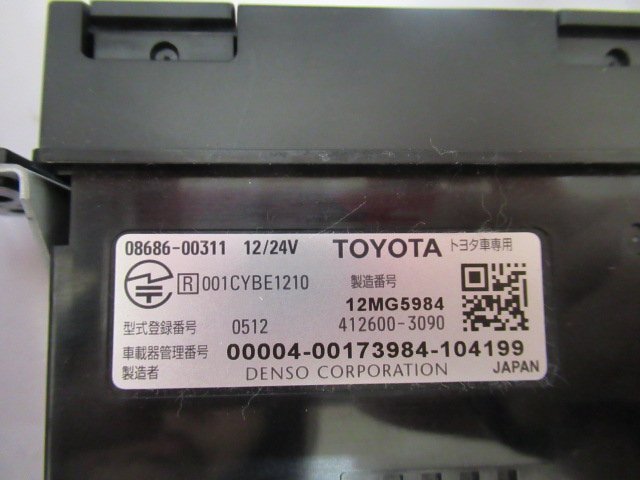 08686-00311 12/24V TOYOTA トヨタ車専用
R 001CYBE1210 製造番号
12MG5984
型式登録番号 0512 412600-3090
車載器管理番号 00004-00173984-104199
製造者 DENSO CORPORATION JAPAN